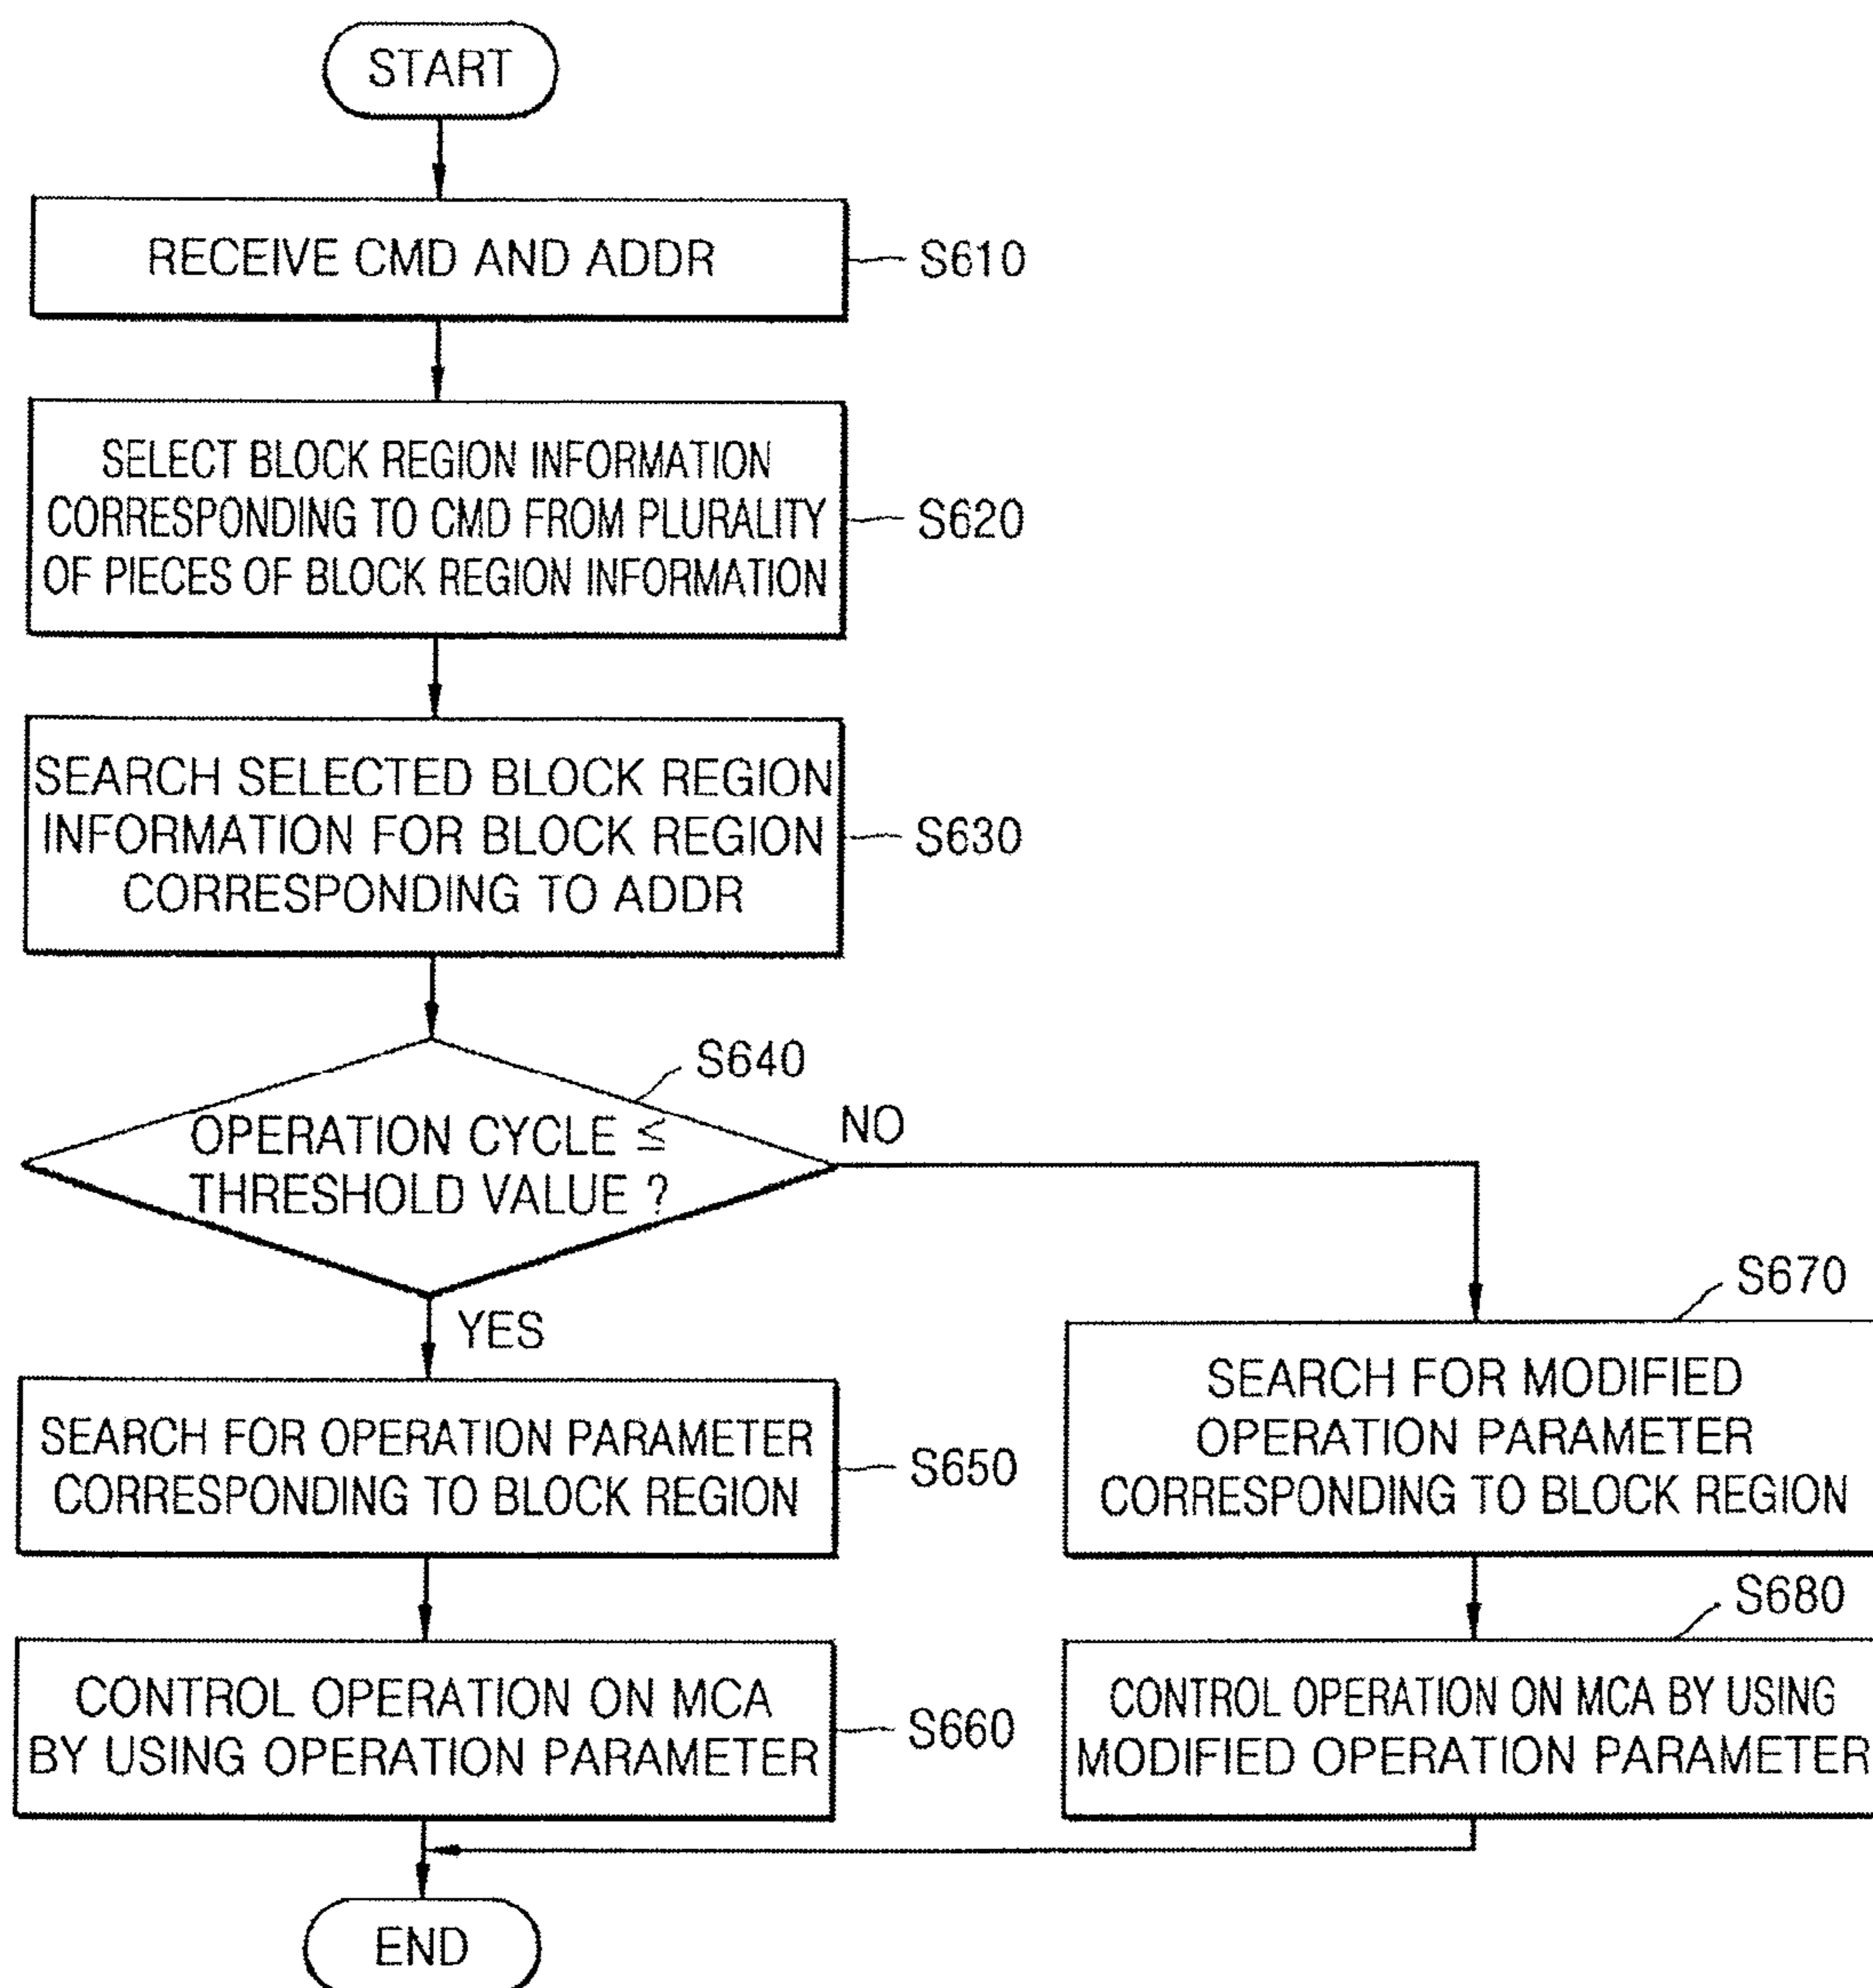 START
RECEIVE CMD AND ADDR
S610
SELECT BLOCK REGION INFORMATION
CORRESPONDING TO CMD FROM PLURALITY
OF PIECES OF BLOCK REGION INFORMATION
S620
SEARCH SELECTED BLOCK REGION
INFORMATION FOR BLOCK REGION
CORRESPONDING TO ADDR
S630
S640
OPERATION CYCLE ≦
THRESHOLD VALUE ?
NO
YES
SEARCH FOR OPERATION PARAMETER
CORRESPONDING TO BLOCK REGION
S650
CONTROL OPERATION ON MCA
BY USING OPERATION PARAMETER
S660
S670
SEARCH FOR MODIFIED
OPERATION PARAMETER
CORRESPONDING TO BLOCK REGION
S680
CONTROL OPERATION ON MCA BY USING
MODIFIED OPERATION PARAMETER
END